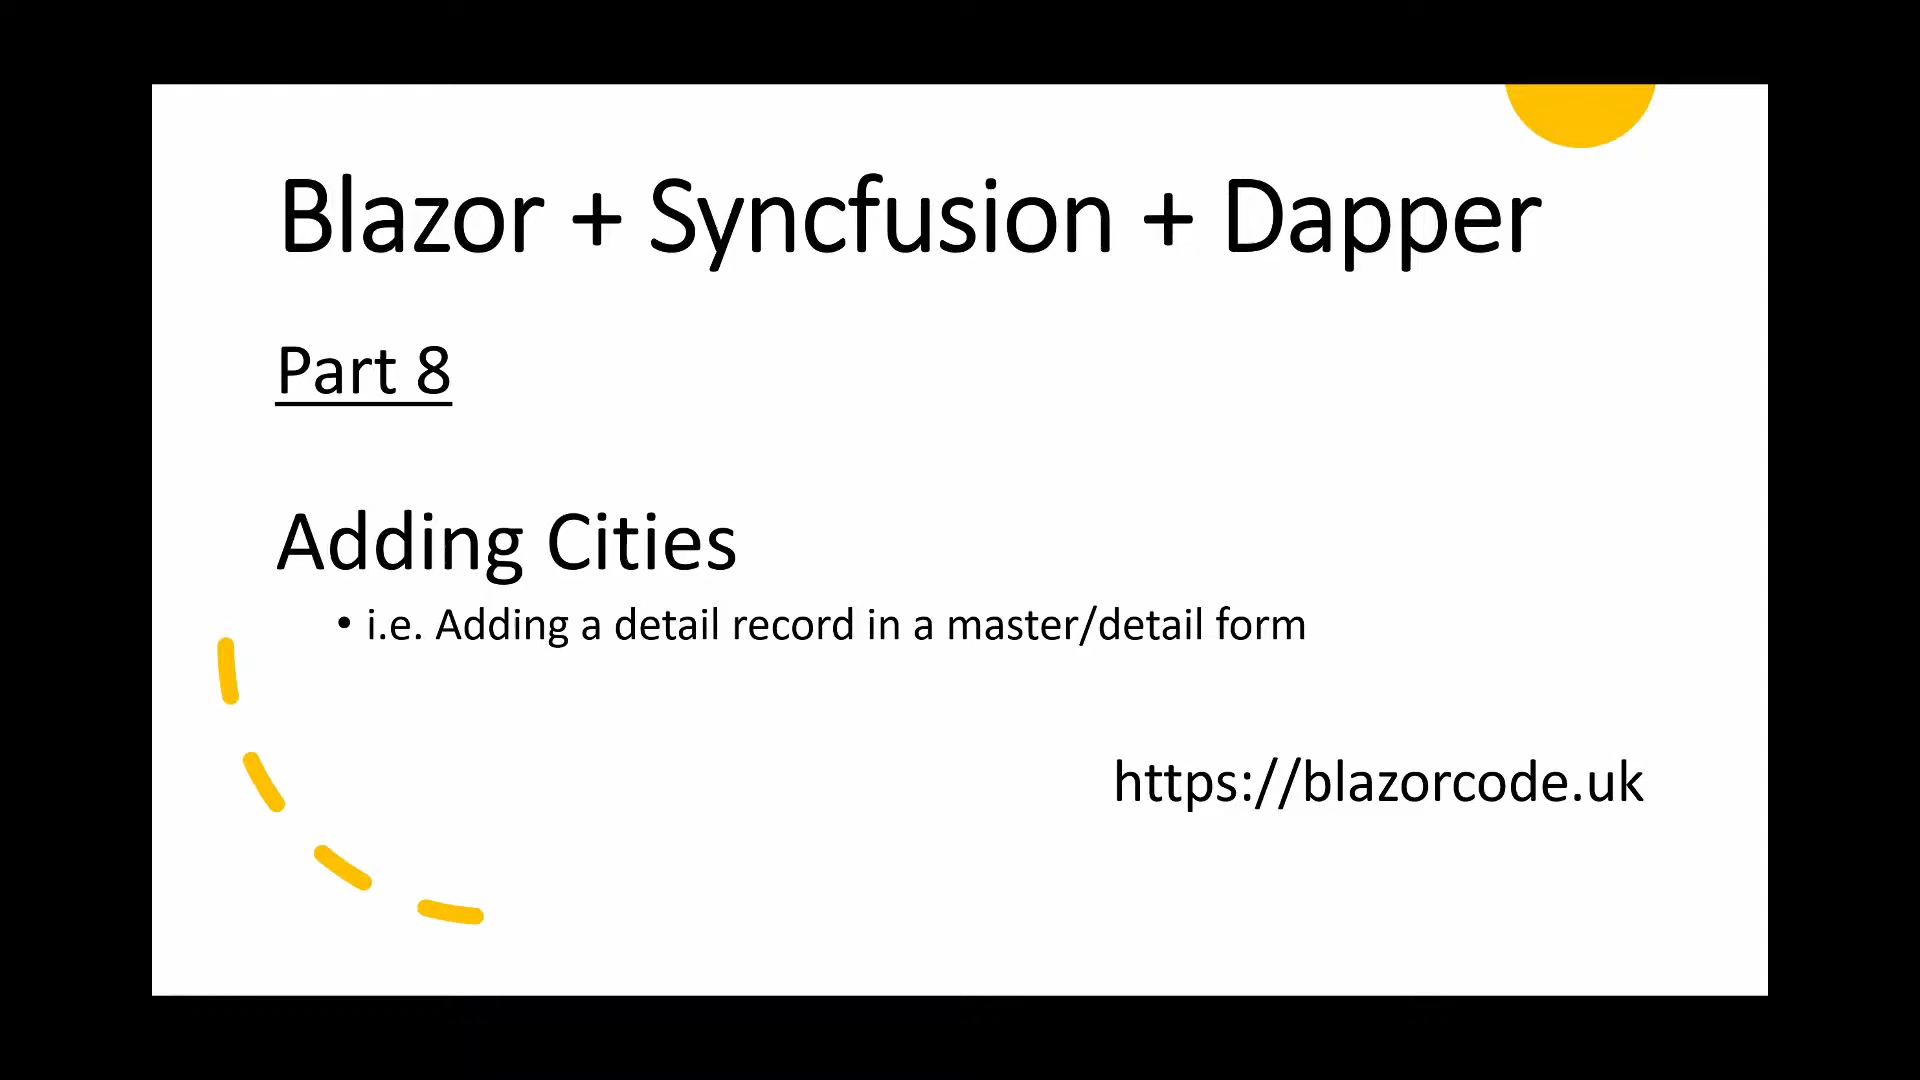 Blazor + Syncfusion + Dapper
Part 8
Adding Cities
• i.e. Adding a detail record in a master/detail form
https://blazorcode.uk